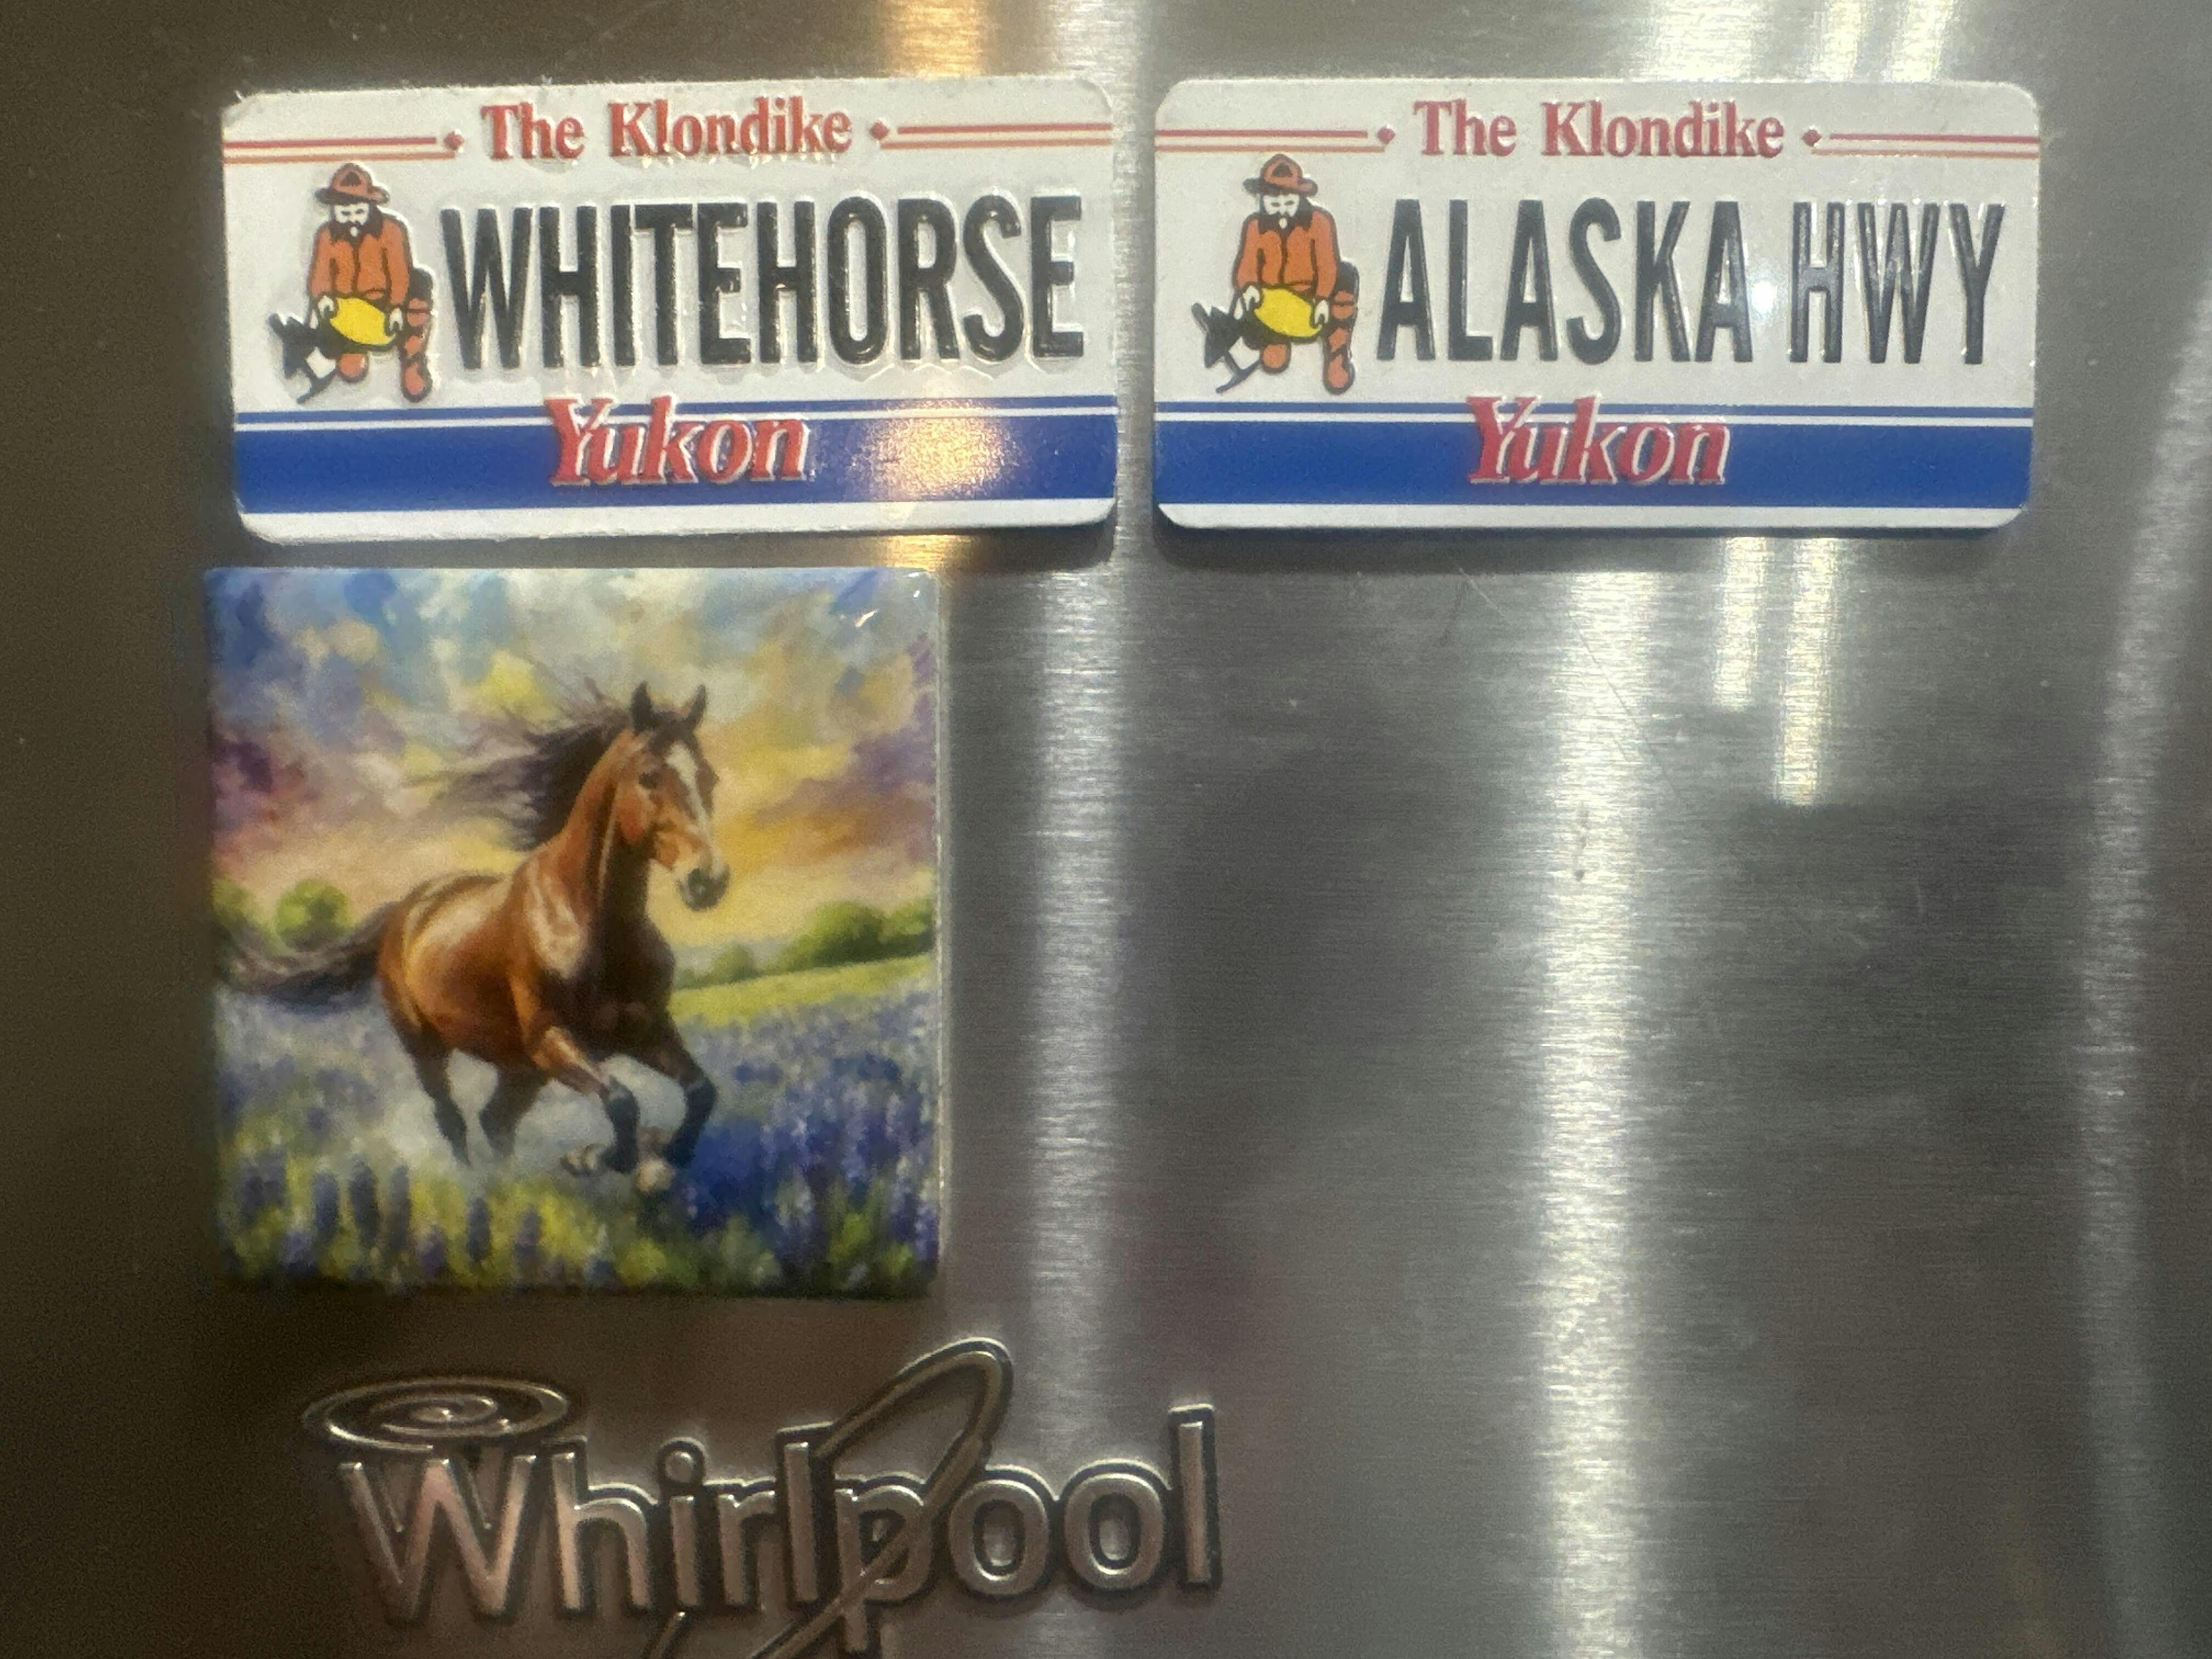 The Klondike
WHITEHORSE
Yukon
The Klondike
ALASKA HWY
Yukon
Whirlpool